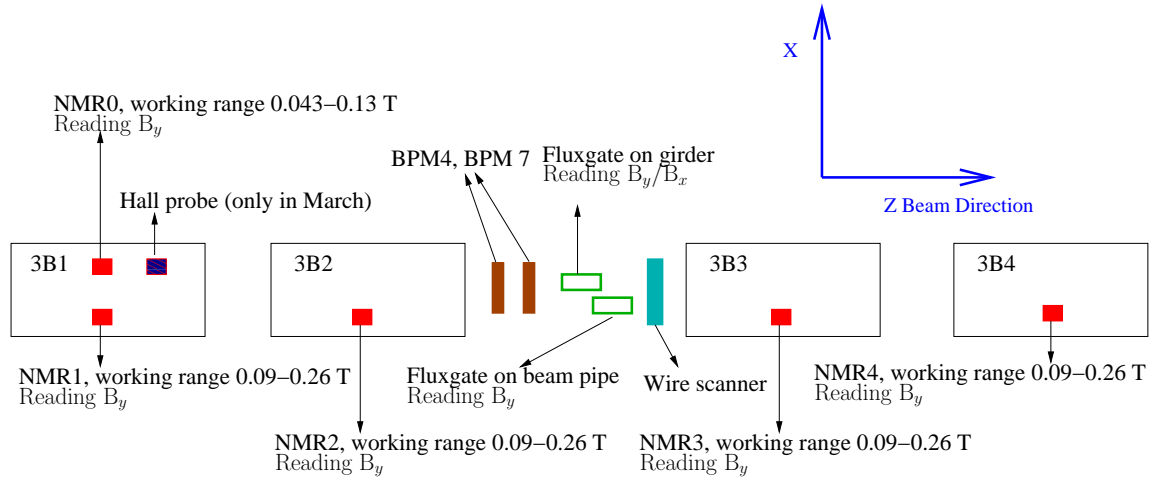 X
NMR0, working range 0.043–0.13 T
Reading B_y
BPM4, BPM 7
Fluxgate on girder
Reading B_y/B_x
Hall probe (only in March)
Z Beam Direction
3B1
3B2
3B3
3B4
NMR1, working range 0.09–0.26 T
Reading B_y
Fluxgate on beam pipe
Reading B_y
Wire scanner
NMR4, working range 0.09–0.26 T
Reading B_y
NMR2, working range 0.09–0.26 T
Reading B_y
NMR3, working range 0.09–0.26 T
Reading B_y